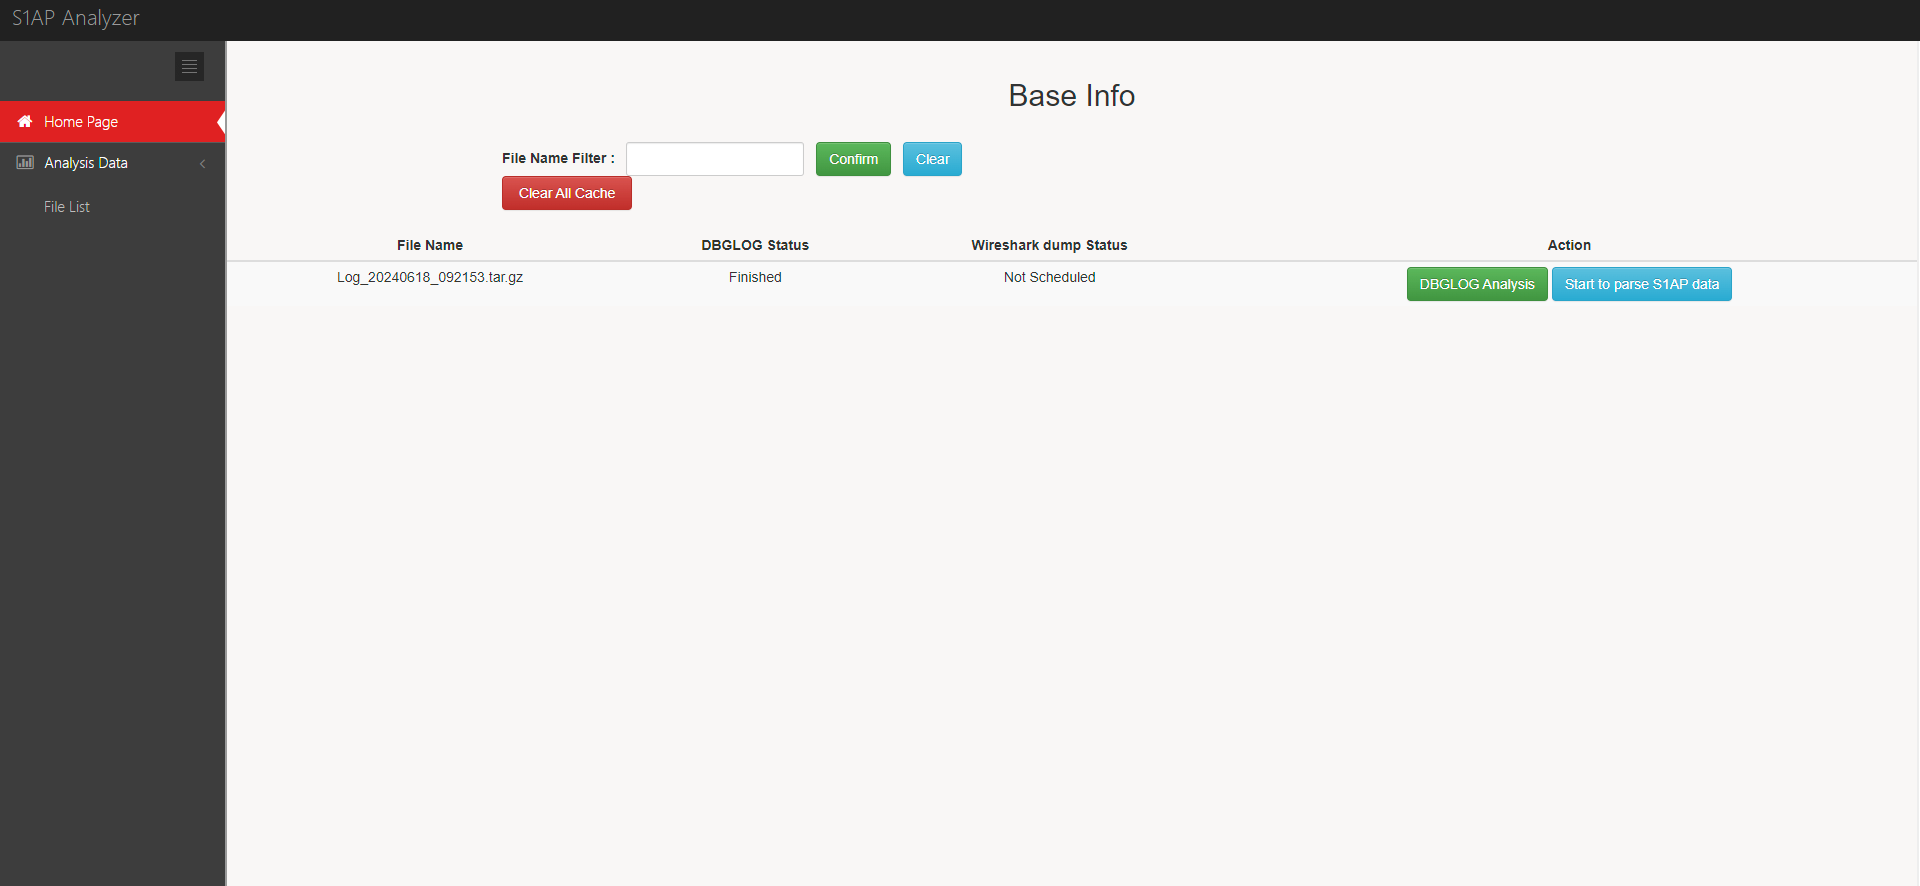 S1AP Analyzer
Home Page
Analysis Data
File List
Base Info
File Name Filter : Confirm Clear
Clear All Cache
File Name DBGLOG Status Wireshark dump Status Action
Log_20240618_092153.tar.gz Finished Not Scheduled DBGLOG Analysis Start to parse S1AP data